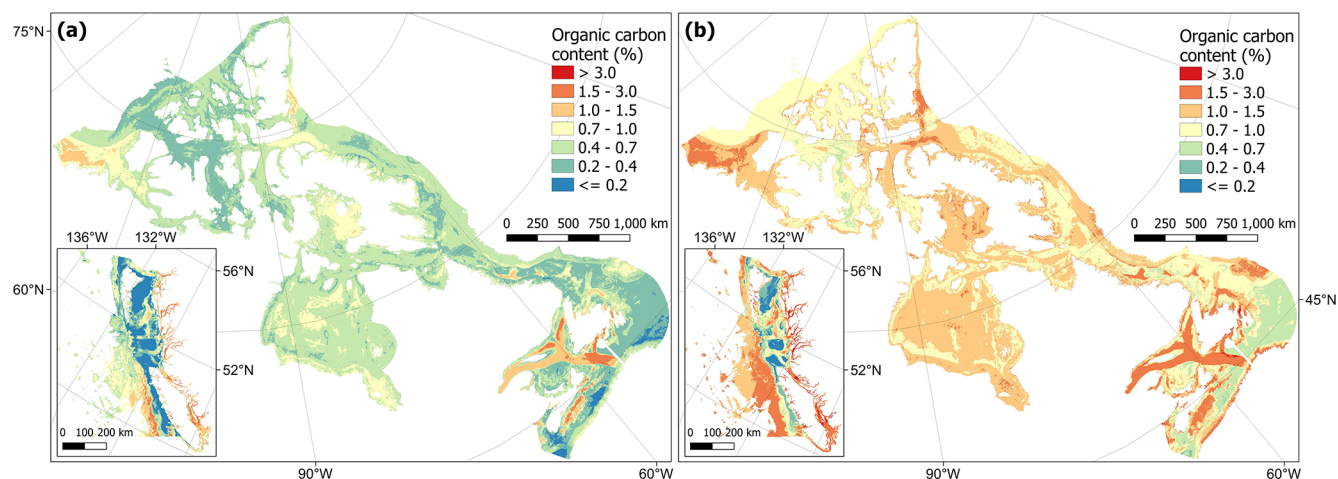 (a)
75°N
60°N
90°W
60°W
Organic carbon
content (%)
> 3.0
1.5 - 3.0
1.0 - 1.5
0.7 - 1.0
0.4 - 0.7
0.2 - 0.4
<= 0.2
0 250 500 750 1,000 km
136°W 132°W
56°N
52°N
0 100 200 km
(b)
Organic carbon
content (%)
> 3.0
1.5 - 3.0
1.0 - 1.5
0.7 - 1.0
0.4 - 0.7
0.2 - 0.4
<= 0.2
0 250 500 750 1,000 km
136°W 132°W
56°N
52°N
0 100 200 km
45°N
90°W
60°W